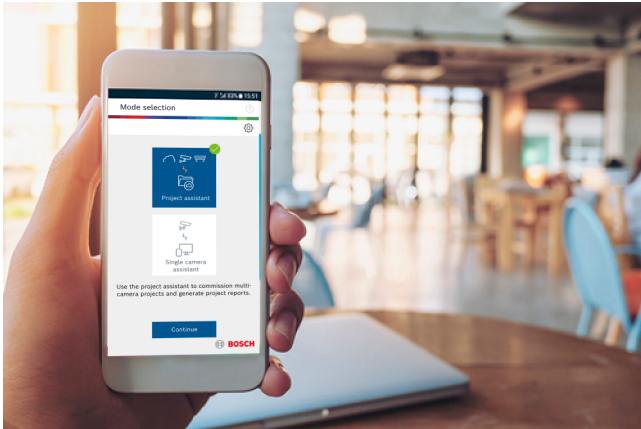 83% 15:51
Mode selection
?
Project assistant
Single camera
assistant
Use the project assistant to commission multi-
camera projects and generate project reports.
Continue
BOSCH